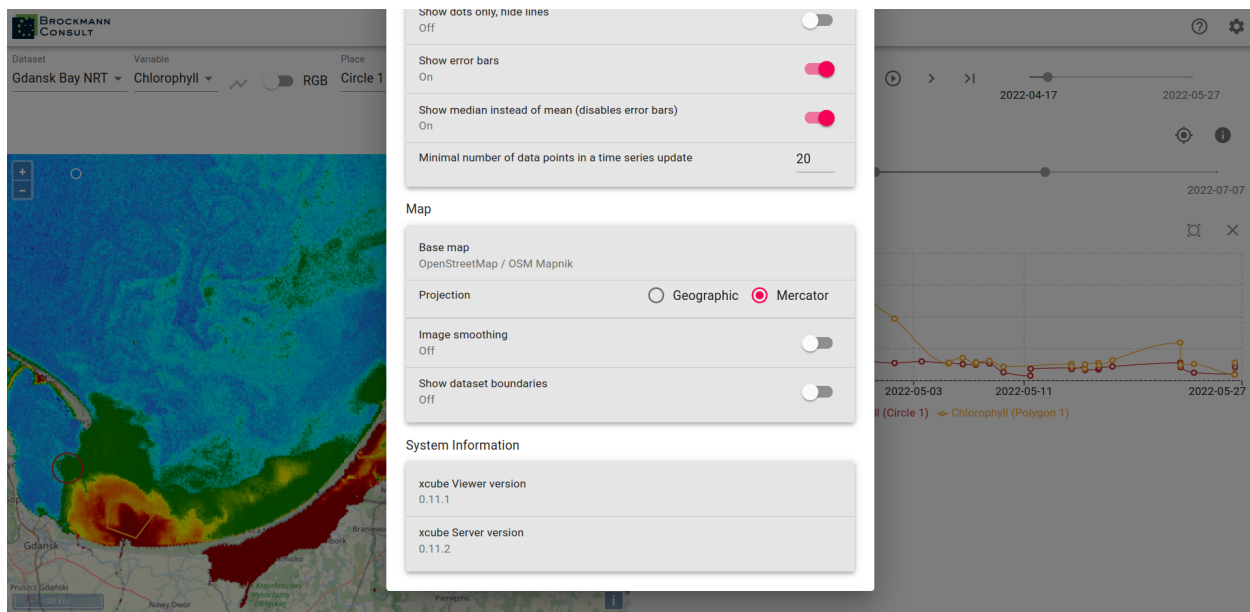 BROCKMANN
CONSULT
Dataset
Gdansk Bay NRT
Variable
Chlorophyll
RGB
Place
Circle 1
2022-04-17
2022-05-27
2022-07-07
Show dots only, hide lines
Off
Show error bars
On
Show median instead of mean (disables error bars)
On
Minimal number of data points in a time series update
20
Map
Base map
OpenStreetMap / OSM Mapnik
Projection
Geographic
Mercator
Image smoothing
Off
Show dataset boundaries
Off
System Information
xcube Viewer version
0.11.1
xcube Server version
0.11.2
+
−
Gdańsk
Pruszcz Gdański
Nowy Dwór
Pieniężno
2022-05-03
2022-05-11
2022-05-27
(Circle 1)
Chlorophyll (Polygon 1)